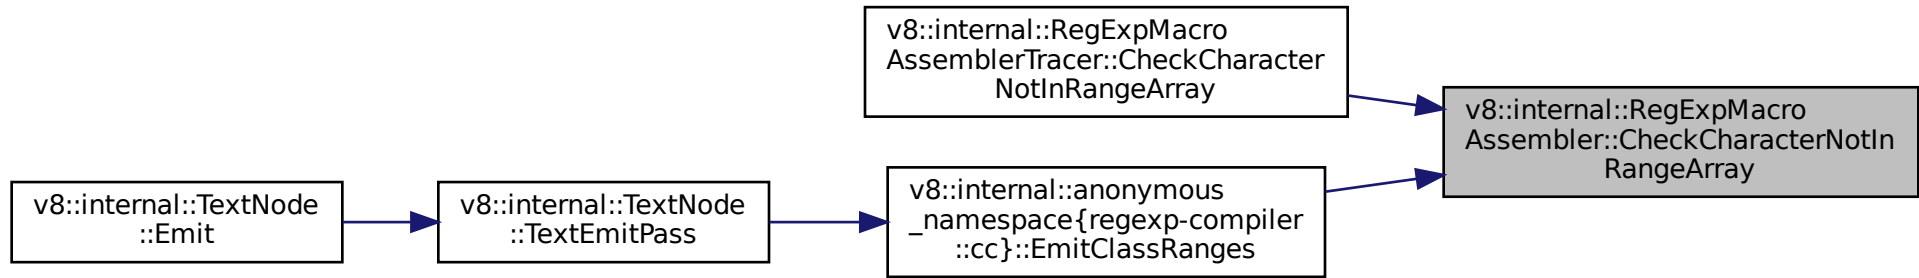 v8::internal::RegExpMacro
AssemblerTracer::CheckCharacter
NotInRangeArray
v8::internal::RegExpMacro
Assembler::CheckCharacterNotIn
RangeArray
v8::internal::TextNode
::Emit
v8::internal::TextNode
::TextEmitPass
v8::internal::anonymous
_namespace{regexp-compiler
::cc}::EmitClassRanges